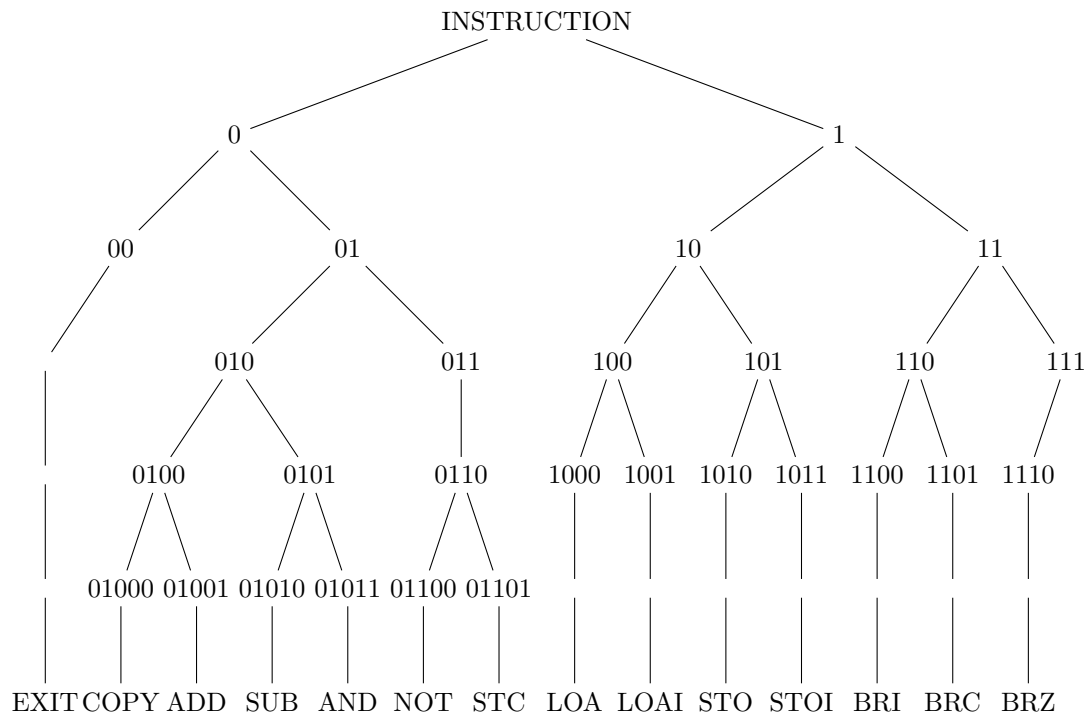 INSTRUCTION
0 1
00 01 10 11
010 011 100 101 110 111
0100 0101 0110 1000 1001 1010 1011 1100 1101 1110
01000 01001 01010 01011 01100 01101
EXIT COPY ADD SUB AND NOT STC LOA LOAI STO STOI BRI BRC BRZ